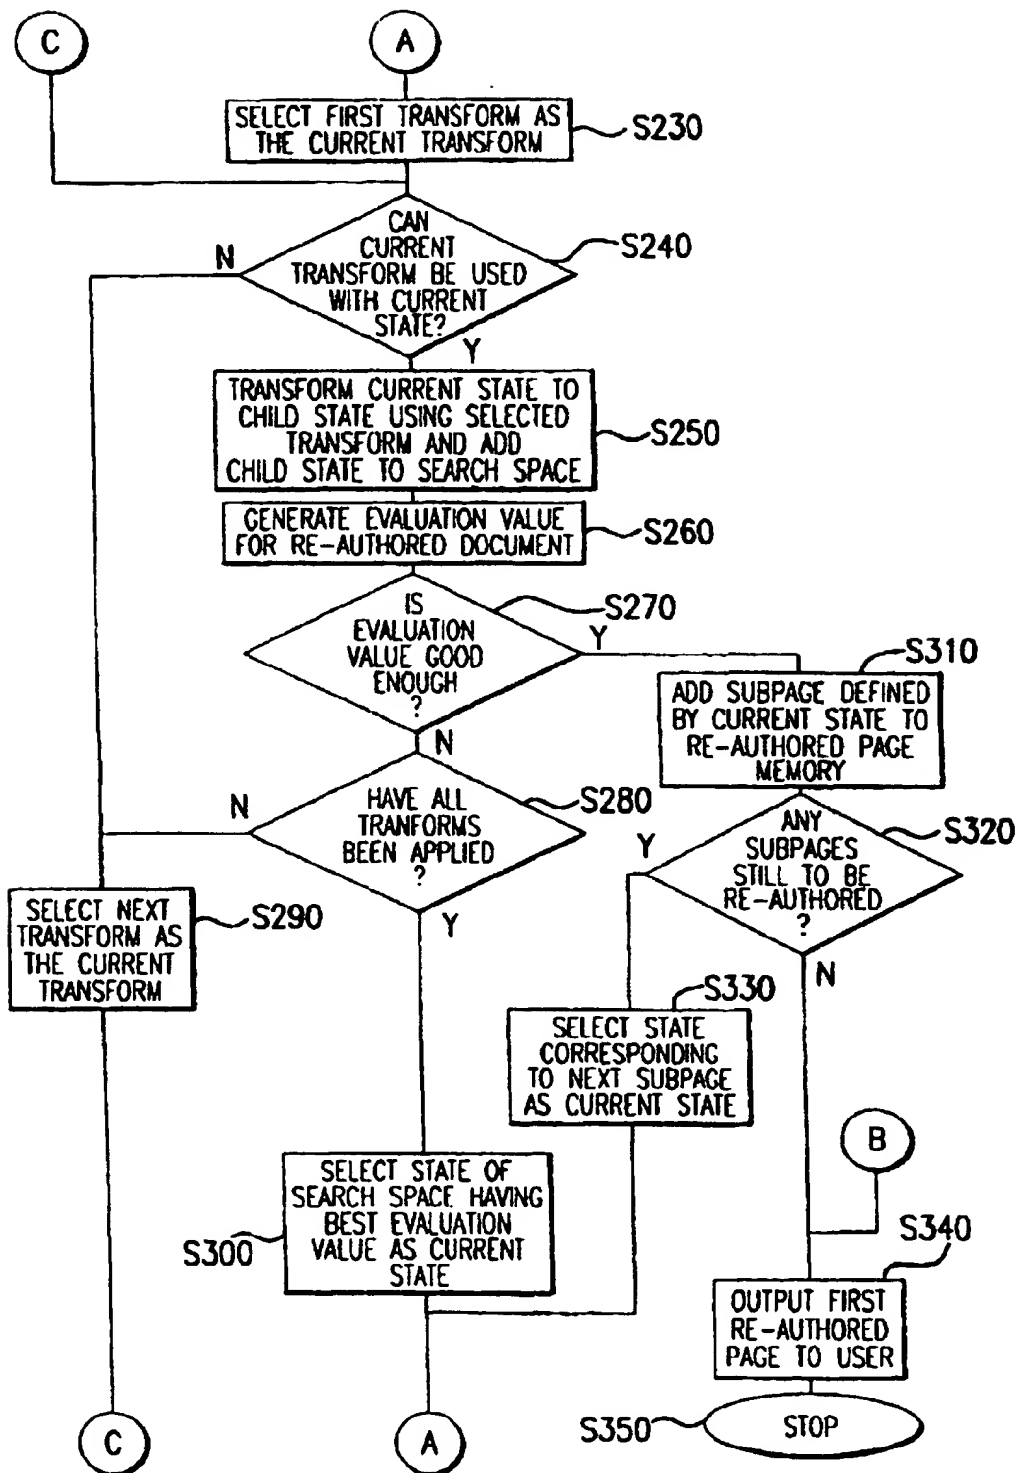 C
A
SELECT FIRST TRANSFORM AS
THE CURRENT TRANSFORM
S230
CAN
CURRENT
TRANSFORM BE USED
WITH CURRENT
STATE?
S240
N
Y
TRANSFORM CURRENT STATE TO
CHILD STATE USING SELECTED
TRANSFORM AND ADD
CHILD STATE TO SEARCH SPACE
S250
GENERATE EVALUATION VALUE
FOR RE-AUTHORED DOCUMENT
S260
IS
EVALUATION
VALUE GOOD
ENOUGH
?
S270
Y
N
S310
ADD SUBPAGE DEFINED
BY CURRENT STATE TO
RE-AUTHORED PAGE
MEMORY
HAVE ALL
TRANFORMS
BEEN APPLIED
?
S280
N
Y
ANY
SUBPAGES
STILL TO BE
RE-AUTHORED
?
S320
Y
N
SELECT NEXT
TRANSFORM AS
THE CURRENT
TRANSFORM
S290
S330
SELECT STATE
CORRESPONDING
TO NEXT SUBPAGE
AS CURRENT STATE
B
SELECT STATE OF
SEARCH SPACE HAVING
BEST EVALUATION
VALUE AS CURRENT
STATE
S300
S340
OUTPUT FIRST
RE-AUTHORED
PAGE TO USER
S350
STOP
C
A